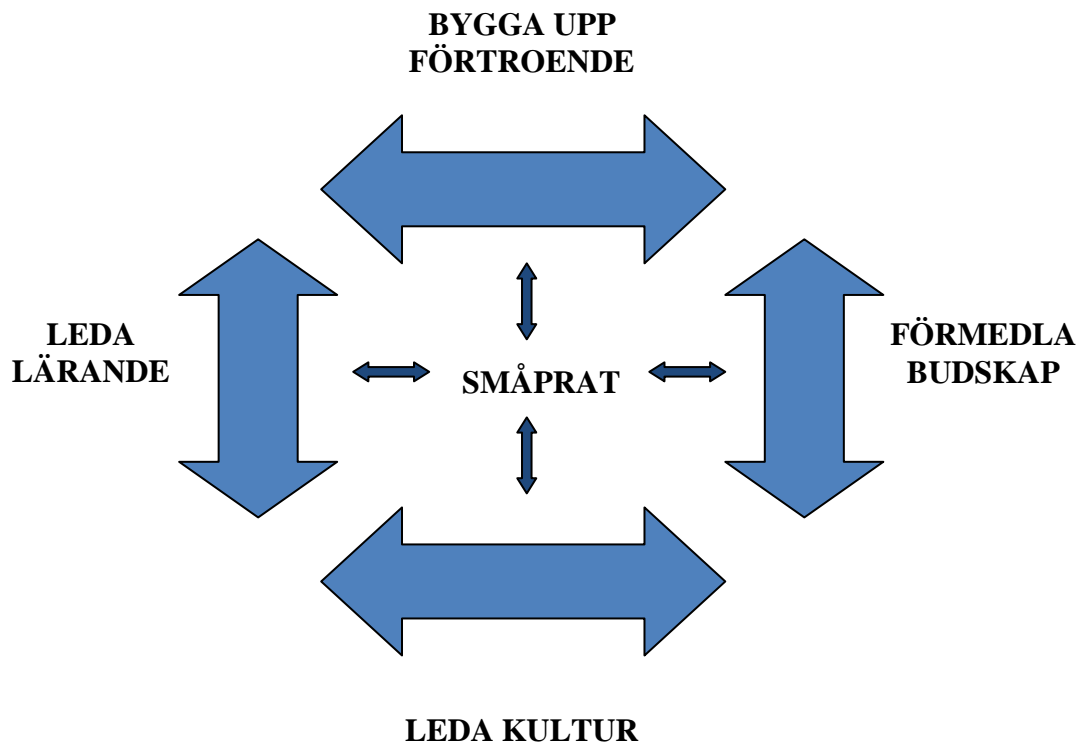 BYGGA UPP
FÖRTROENDE
LEDA
LÄRANDE
SMÅPRAT
FÖRMEDLA
BUDSKAP
LEDA KULTUR